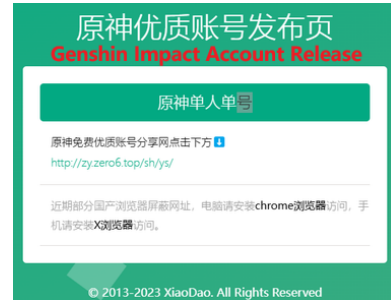 原神优质账号发布页
Genshin Impact Account Release
原神单人单号
原神免费优质账号分享网点击下方⬇
http://zy.zero6.top/sh/ys/
近期部分国产浏览器屏蔽网址，电脑请安装chrome浏览器访问，手
机请安装X浏览器访问。
© 2013-2023 XiaoDao. All Rights Reserved